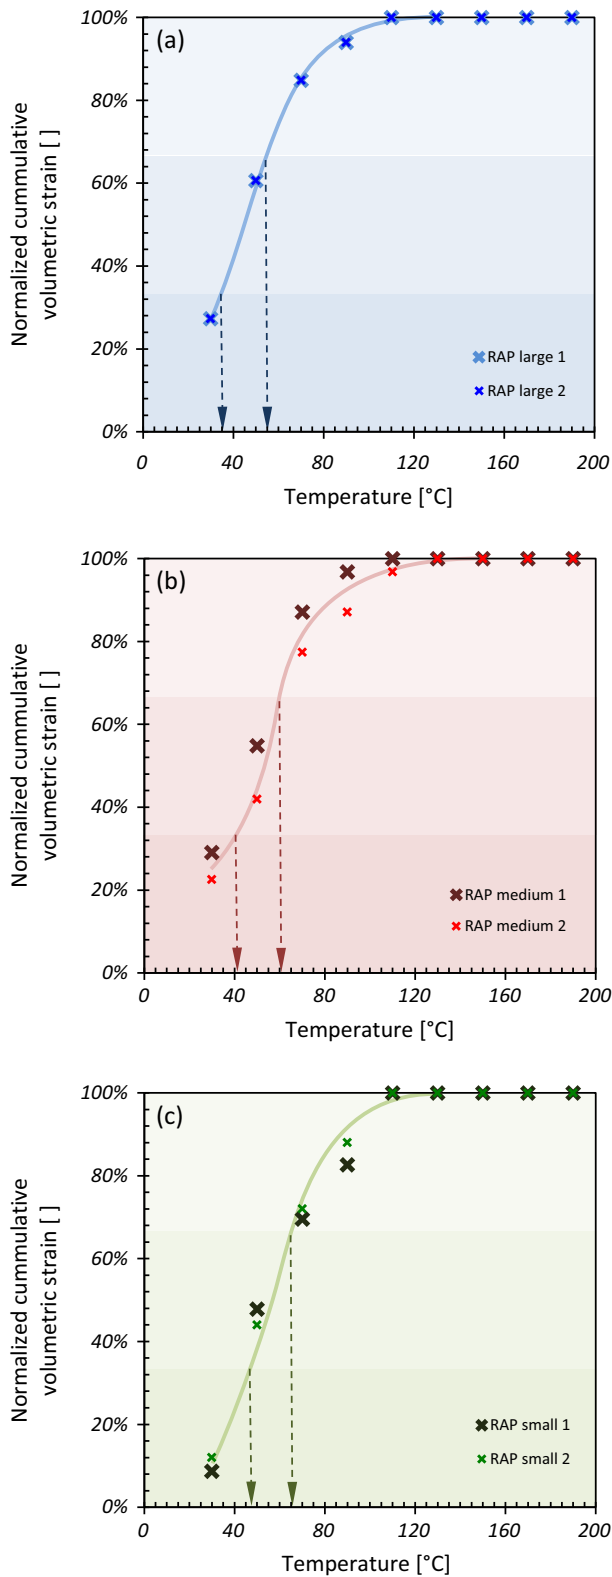 (a)
100%
80%
60%
40%
20%
0%
Normalized cummulative
volumetric strain [ ]
RAP large 1
RAP large 2
0 40 80 120 160 200
Temperature [°C]
(b)
100%
80%
60%
40%
20%
0%
Normalized cummulative
volumetric strain [ ]
RAP medium 1
RAP medium 2
0 40 80 120 160 200
Temperature [°C]
(c)
100%
80%
60%
40%
20%
0%
Normalized cummulative
volumetric strain [ ]
RAP small 1
RAP small 2
0 40 80 120 160 200
Temperature [°C]